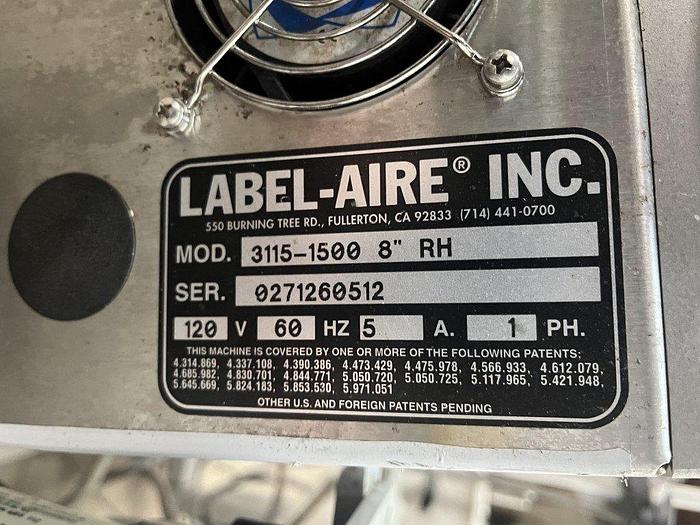 LABEL-AIRE® INC.
550 BURNING TREE RD., FULLERTON, CA 92833 (714) 441-0700
MOD. 3115-1500 8" RH
SER. 0271260512
120 V 60 HZ 5 A. 1 PH.
THIS MACHINE IS COVERED BY ONE OR MORE OF THE FOLLOWING PATENTS:
4.314.869, 4.337.108, 4.390.386, 4.473.429, 4.475.978, 4.566.933, 4.612.079,
4.685.982, 4.830.701, 4.844.771, 5.050.720, 5.050.725, 5.117.965, 5.421.948,
5.645.669, 5.824.183, 5.853.530, 5.971.051
OTHER U.S. AND FOREIGN PATENTS PENDING